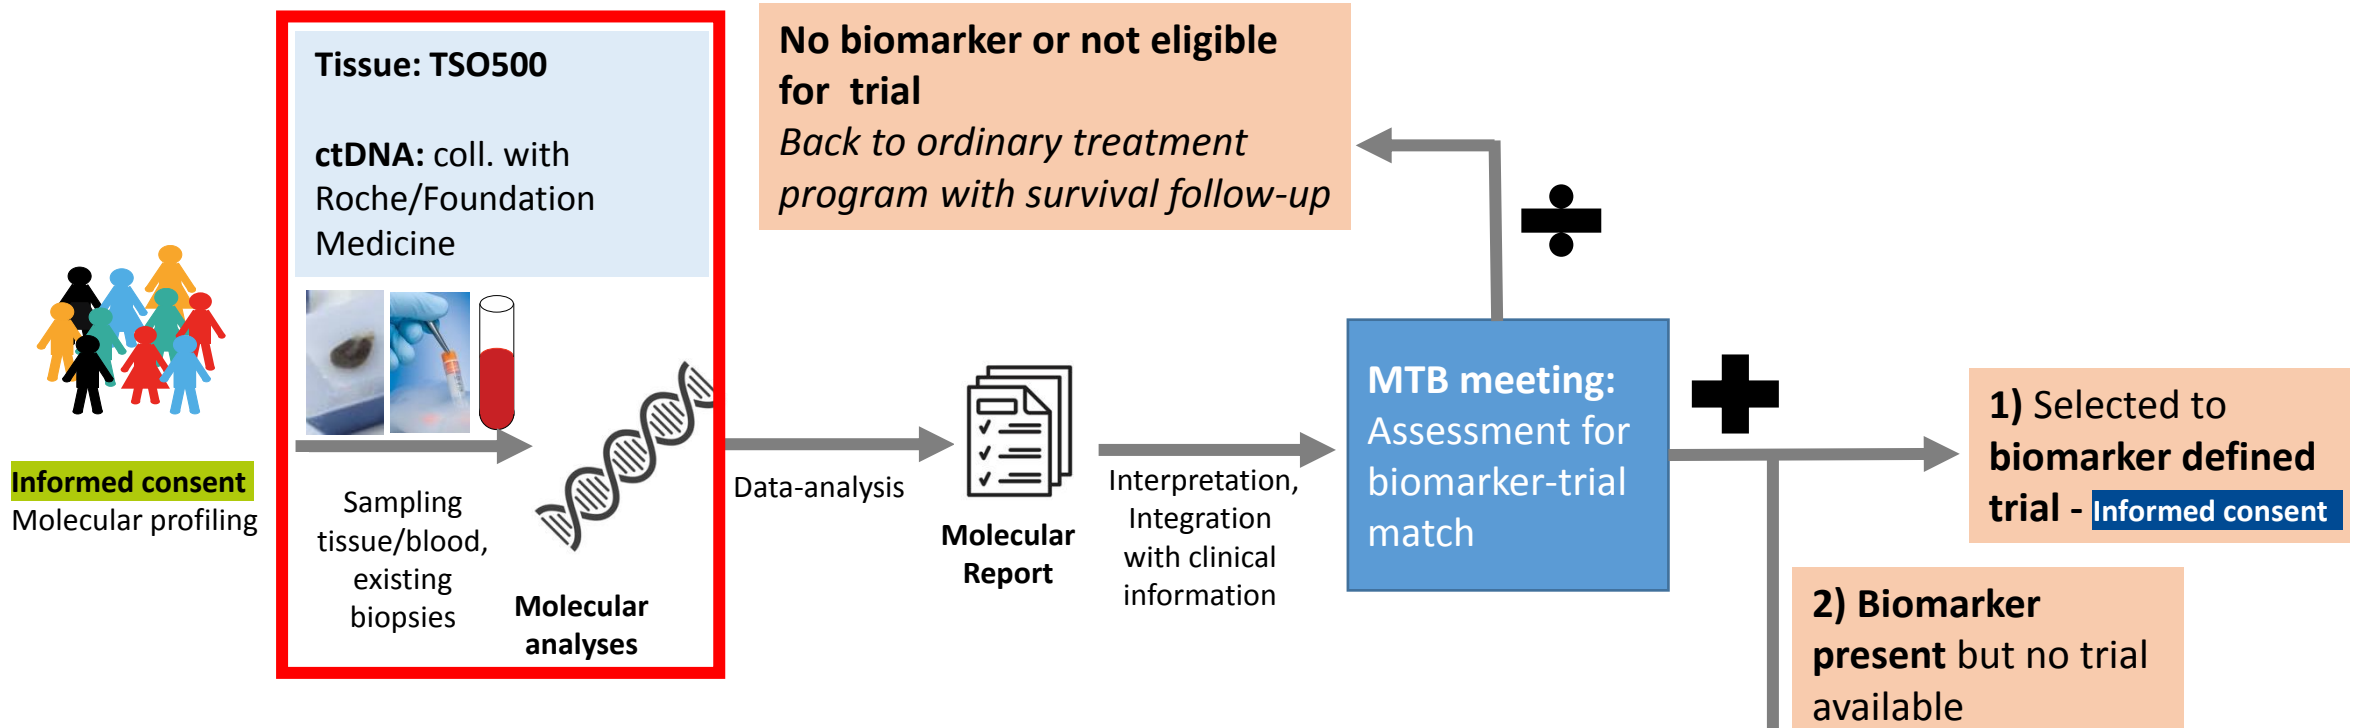 Tissue: TSO500
ctDNA: coll. with
Roche/Foundation
Medicine
No biomarker or not eligible
for trial
Back to ordinary treatment
program with survival follow-up
Informed consent
Molecular profiling
Sampling
tissue/blood,
existing
biopsies
Molecular
analyses
Data-analysis
Molecular
Report
Interpretation,
Integration
with clinical
information
MTB meeting:
Assessment for
biomarker-trial
match
1) Selected to
biomarker defined
trial - Informed consent
2) Biomarker
present but no trial
available